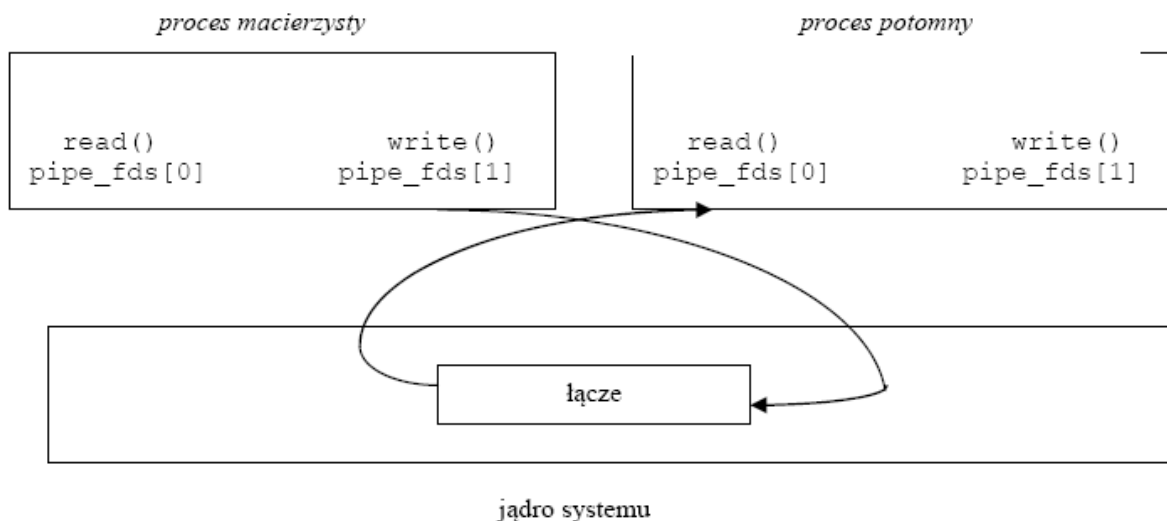 proces macierzysty
proces potomny
read()
write()
read()
write()
pipe_fds[0]
pipe_fds[1]
pipe_fds[0]
pipe_fds[1]
łącze
jądro systemu